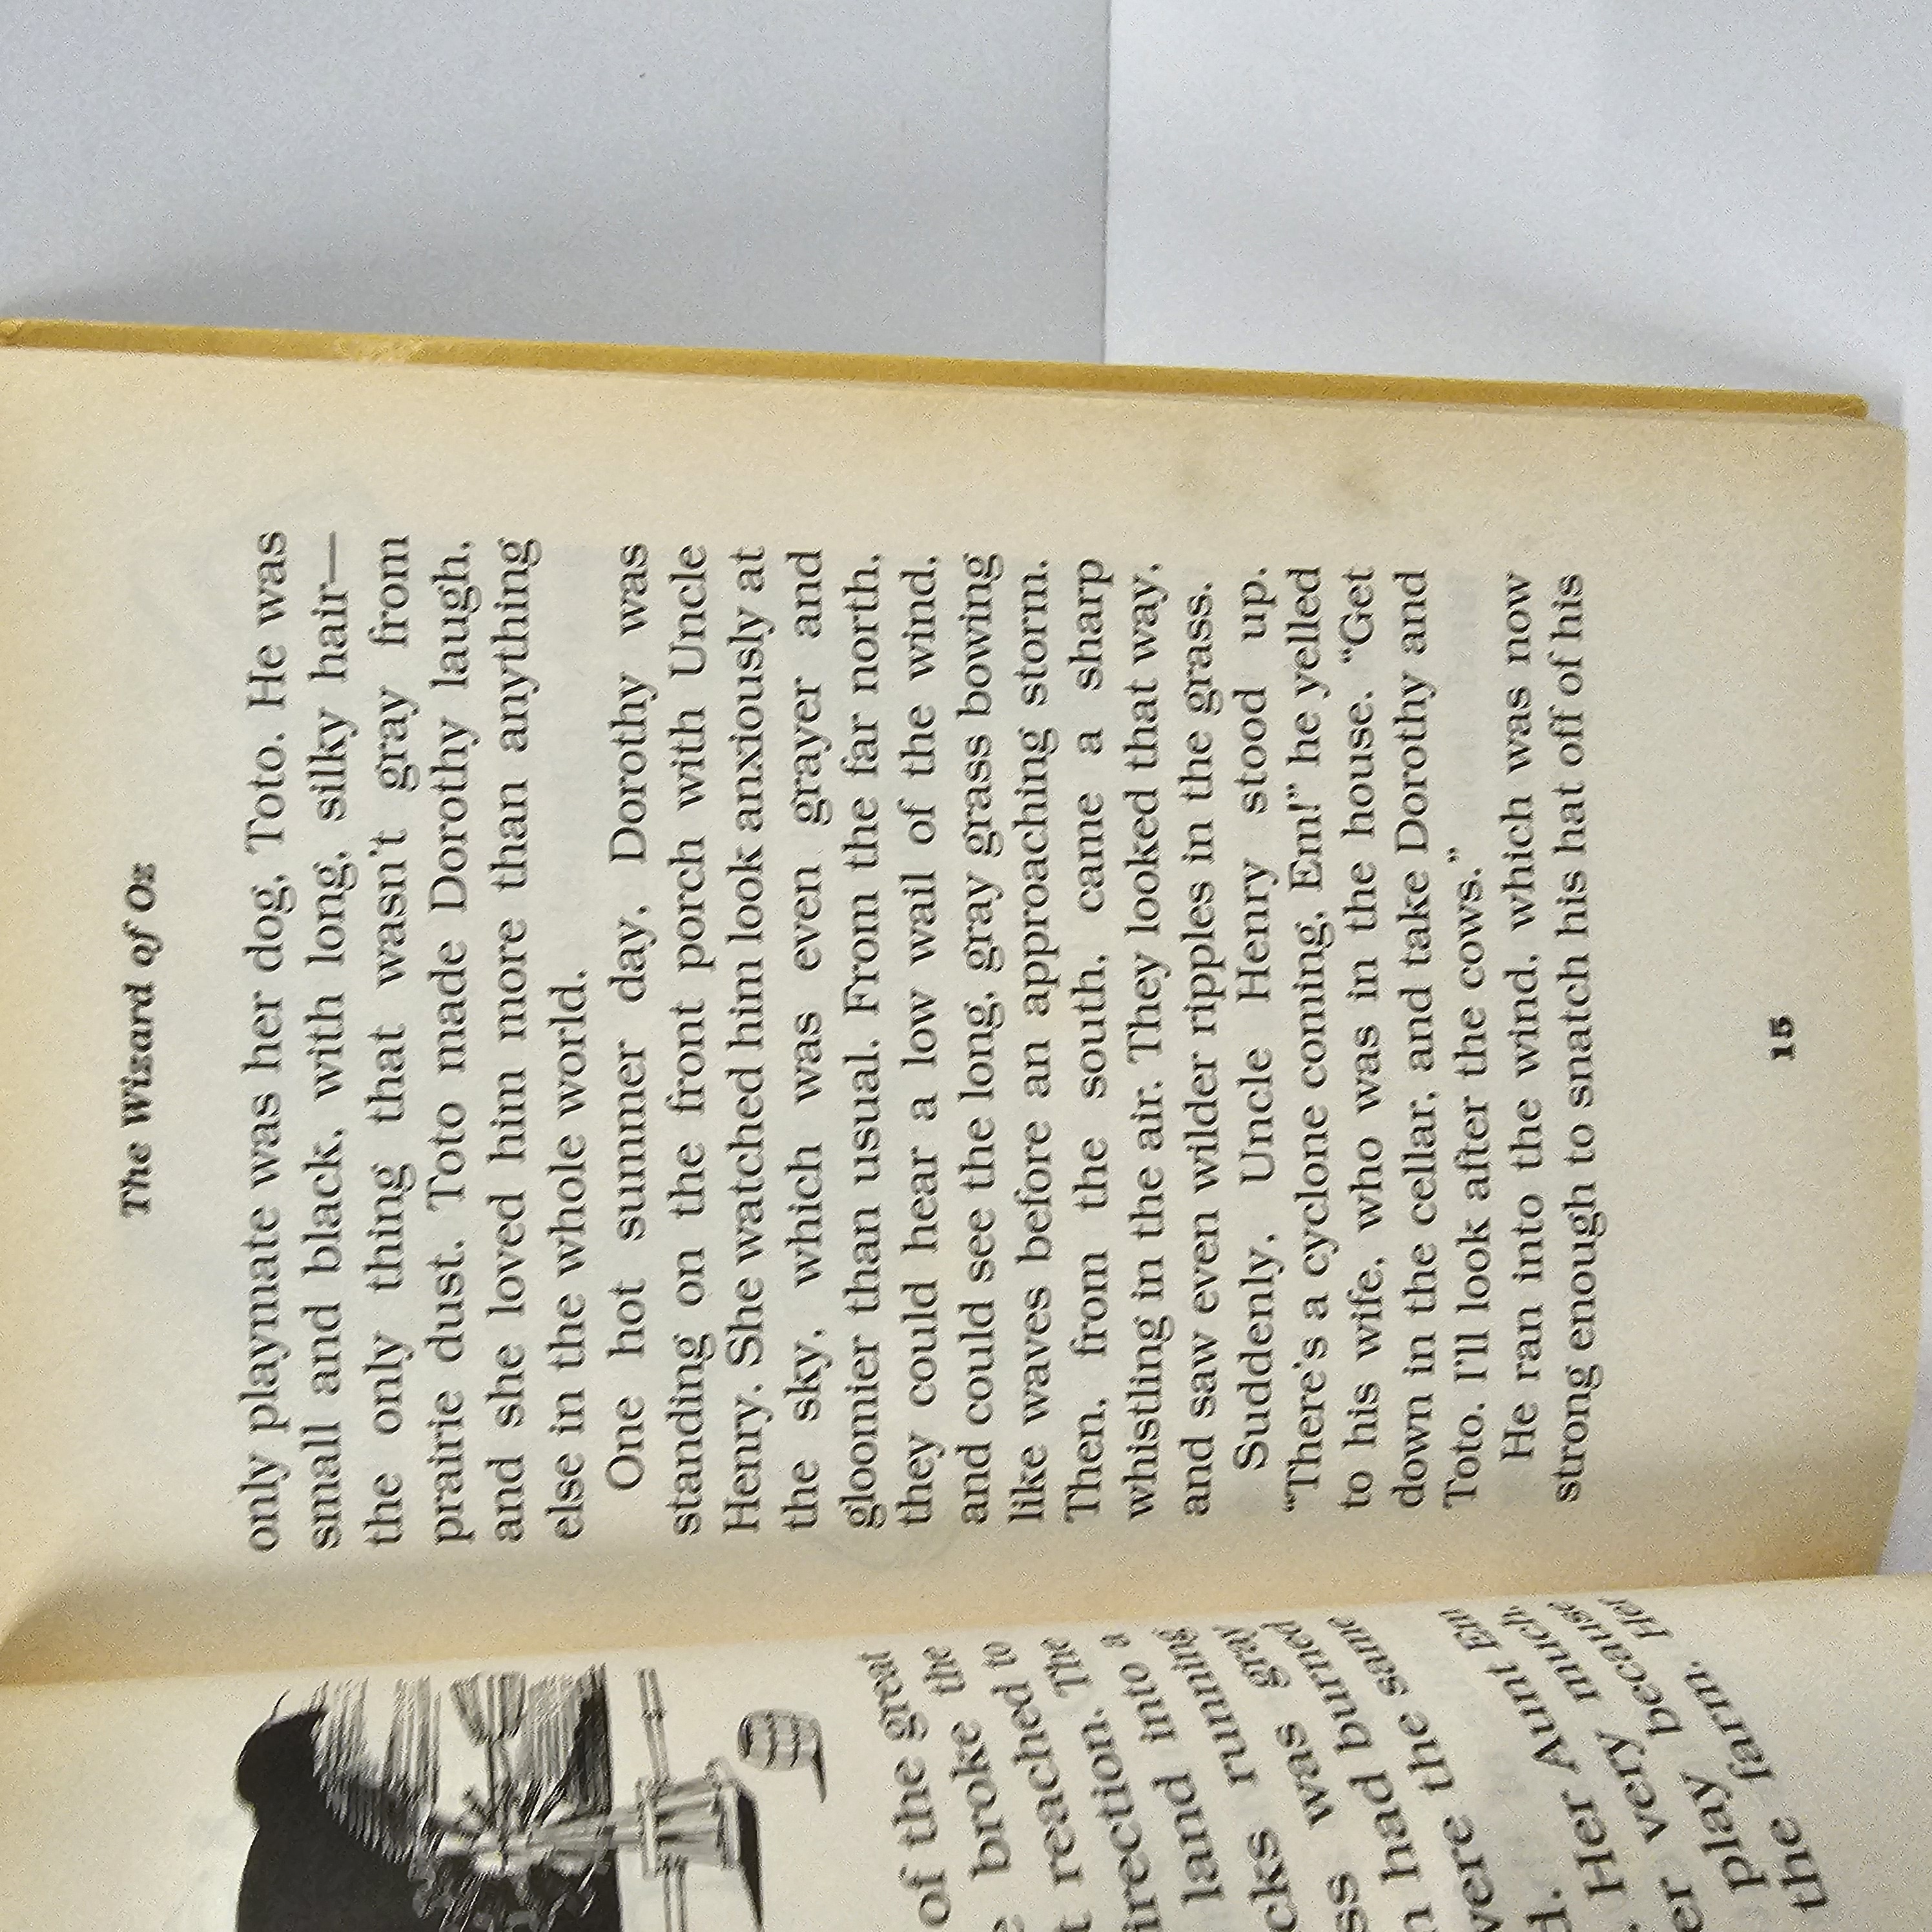 of the great
broke the
reached to
direction. The
land into a
running
was gray
had burned
were the same
. Her Aunt Em
very much,
play because
the farm. Her
The Wizard of Oz
only playmate was her dog, Toto. He was
small and black, with long, silky hair—
the only thing that wasn't gray from
prairie dust. Toto made Dorothy laugh,
and she loved him more than anything
else in the whole world.
One hot summer day, Dorothy was
standing on the front porch with Uncle
Henry. She watched him look anxiously at
the sky, which was even grayer and
gloomier than usual. From the far north,
they could hear a low wail of the wind,
and could see the long, gray grass bowing
like waves before an approaching storm.
Then, from the south, came a sharp
whistling in the air. They looked that way,
and saw even wilder ripples in the grass.
Suddenly, Uncle Henry stood up.
“There's a cyclone coming, Em!” he yelled
to his wife, who was in the house. “Get
down in the cellar, and take Dorothy and
Toto. I'll look after the cows.”
He ran into the wind, which was now
strong enough to snatch his hat off of his
15